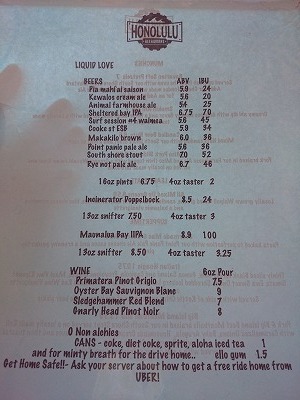 HONOLULU
BEERWORKS
LIQUID LOVE
BEERS ABV IBU
Pia mahi'ai saison 5.9 24
Kewalos cream ale 5.6 20
Animal farmhouse ale 5.4 25
Sheltered bay IPA 6.75 70
Surf session #4 waimea 5.6 45
Cooke st ESB 5.9 34
Makakilo brown 6.0 36
Point panic pale ale 5.6 36
South shore stout 7.0 52
Rye not pale ale 6.7 46
16oz pints 6.75 4oz taster 2
Incinerator Doppelbock 8.5 24
13oz snifter 7.50 4oz taster 3
Maunalua Bay IIPA 8.9 100
13oz snifter 8.50 4oz taster 3.25
WINE 6oz Pour
Primaterra Pinot Grigio 7.5
Oyster Bay Sauvignon Blanc 9
Sledgehammer Red Blend 7
Gnarly Head Pinot Noir 8
O Non alchies
CANS - coke, diet coke, sprite, aloha iced tea 1
and for minty breath for the drive home.. ello gum 1.5
Get Home Safe!!- Ask your server about how to get a free ride home from
UBER!